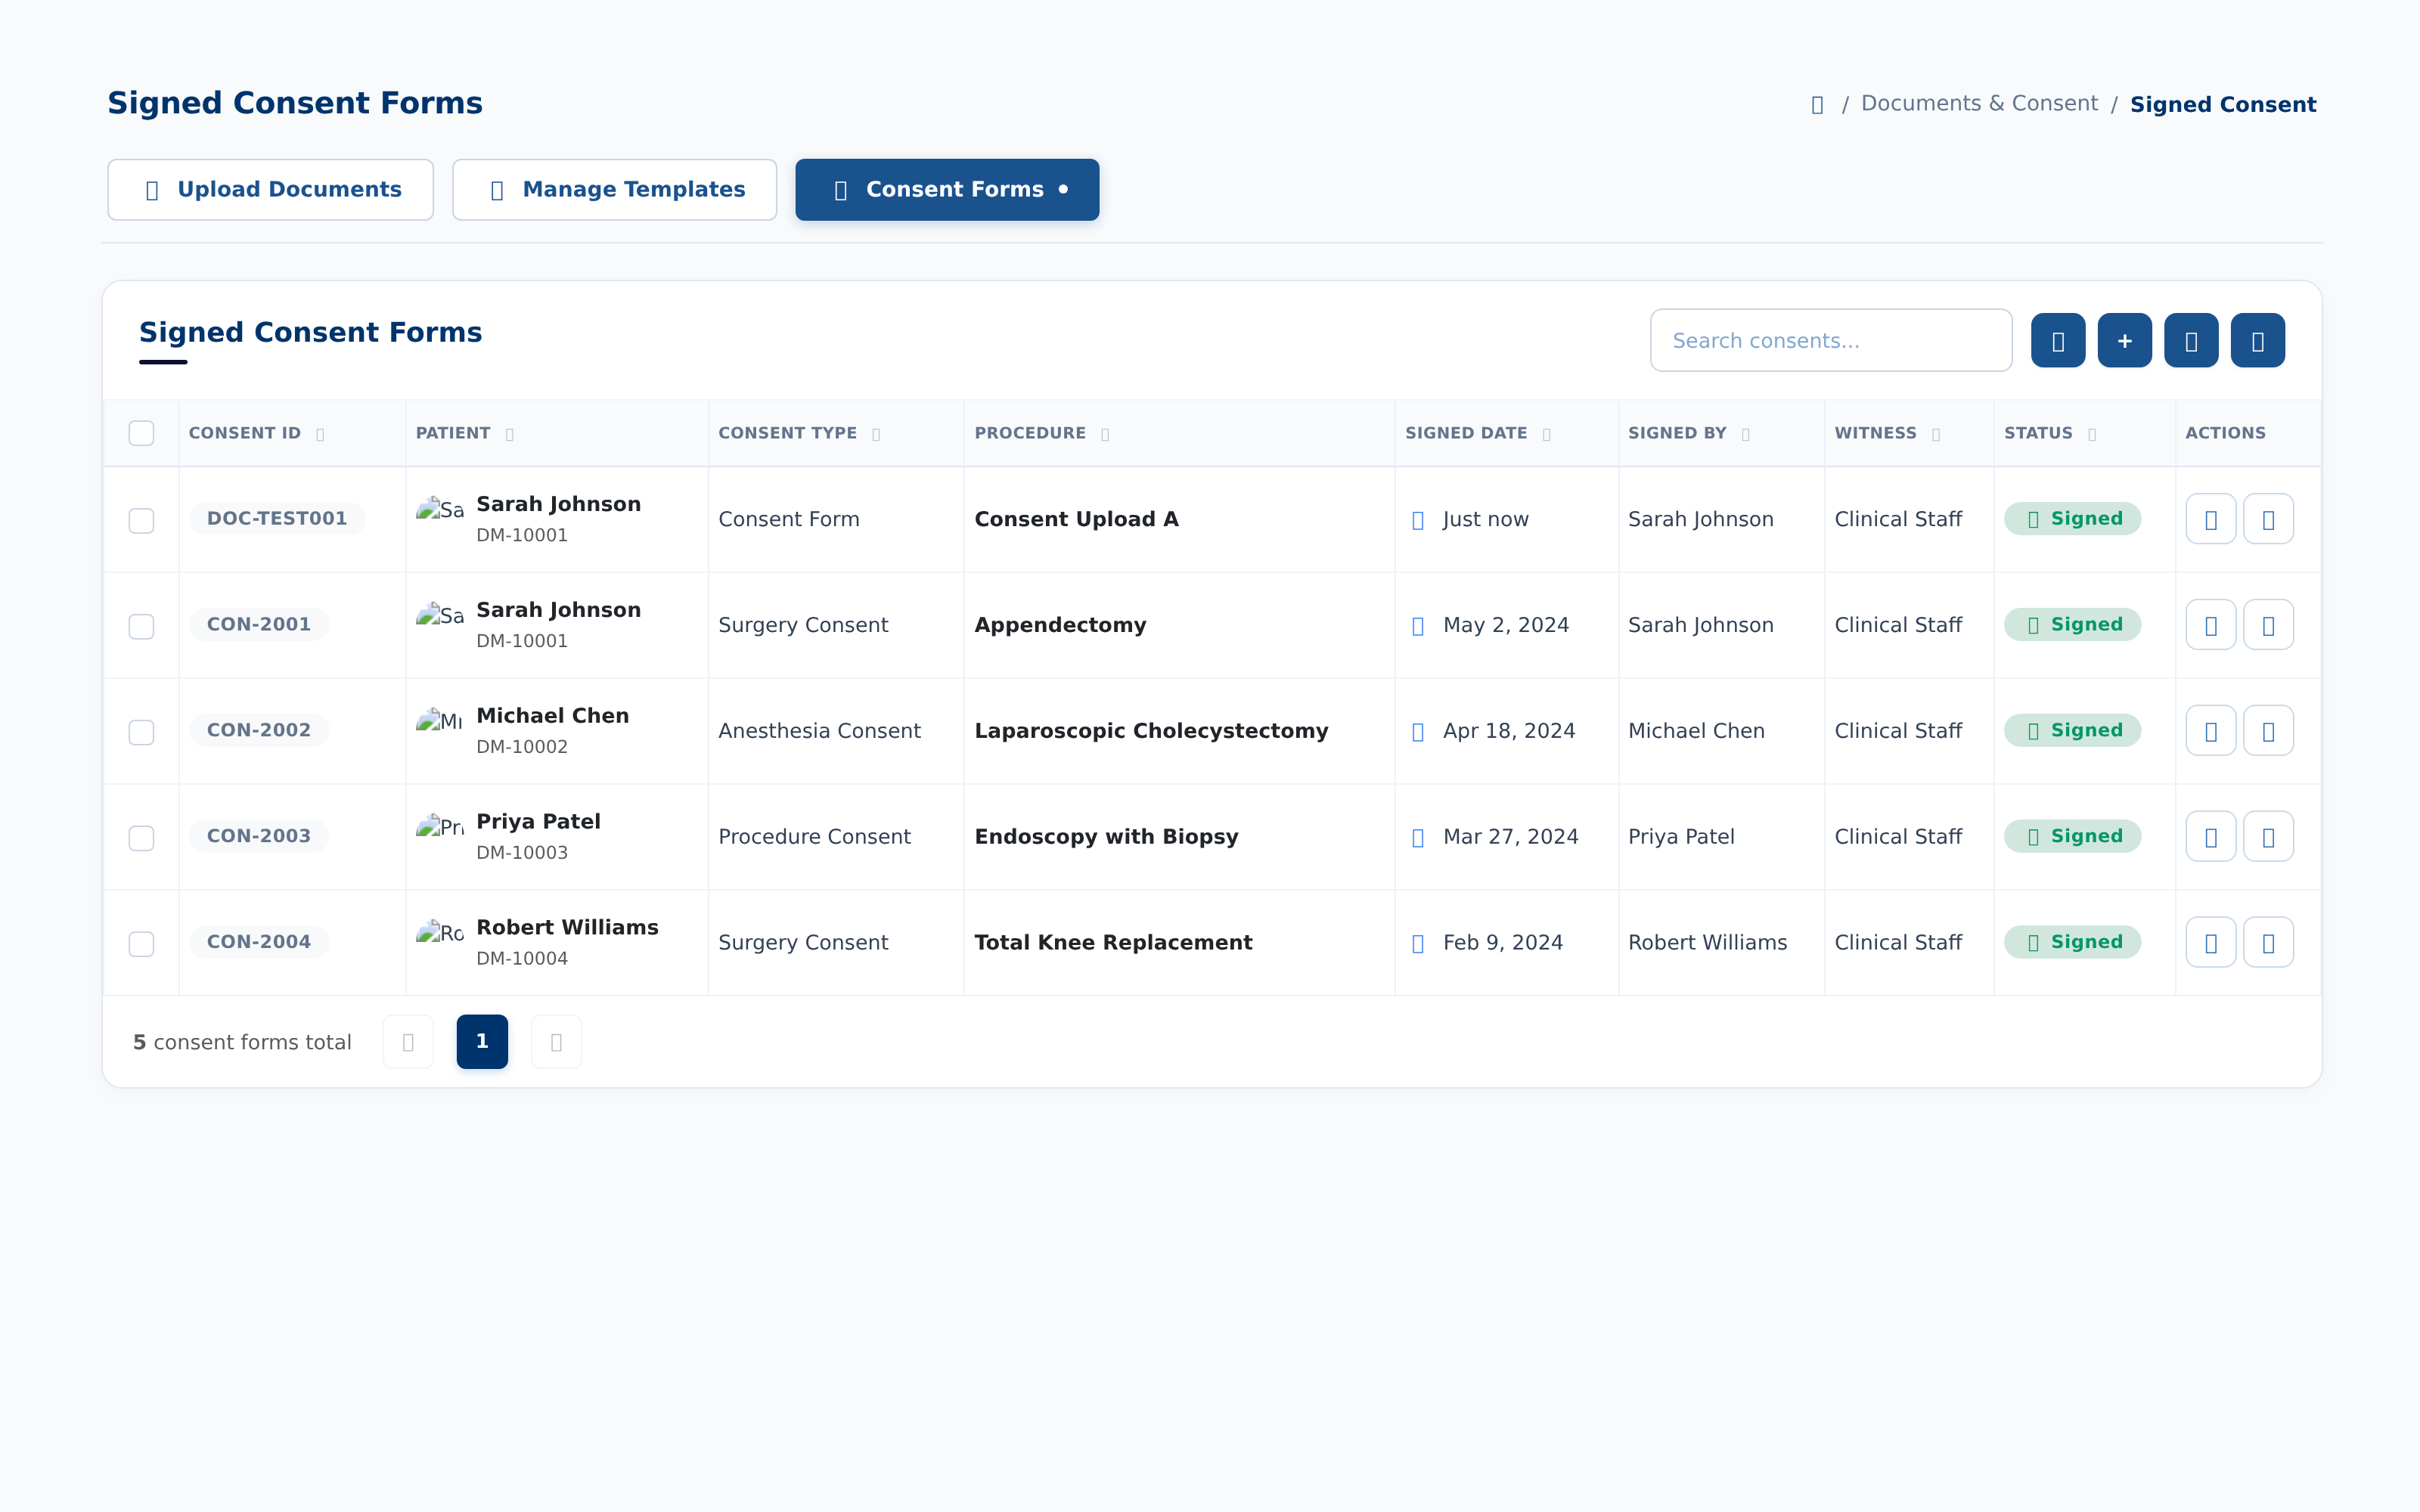 Signed Consent Forms
/ Documents & Consent / Signed Consent
Upload Documents Manage Templates Consent Forms •
Signed Consent Forms
Search consents... +
CONSENT ID PATIENT CONSENT TYPE PROCEDURE SIGNED DATE SIGNED BY WITNESS STATUS ACTIONS
DOC-TEST001 Sa Sarah Johnson Consent Form Consent Upload A Just now Sarah Johnson Clinical Staff Signed
DM-10001
CON-2001 Sa Sarah Johnson Surgery Consent Appendectomy May 2, 2024 Sarah Johnson Clinical Staff Signed
DM-10001
CON-2002 Mi Michael Chen Anesthesia Consent Laparoscopic Cholecystectomy Apr 18, 2024 Michael Chen Clinical Staff Signed
DM-10002
CON-2003 Pri Priya Patel Procedure Consent Endoscopy with Biopsy Mar 27, 2024 Priya Patel Clinical Staff Signed
DM-10003
CON-2004 Ro Robert Williams Surgery Consent Total Knee Replacement Feb 9, 2024 Robert Williams Clinical Staff Signed
DM-10004
5 consent forms total 1